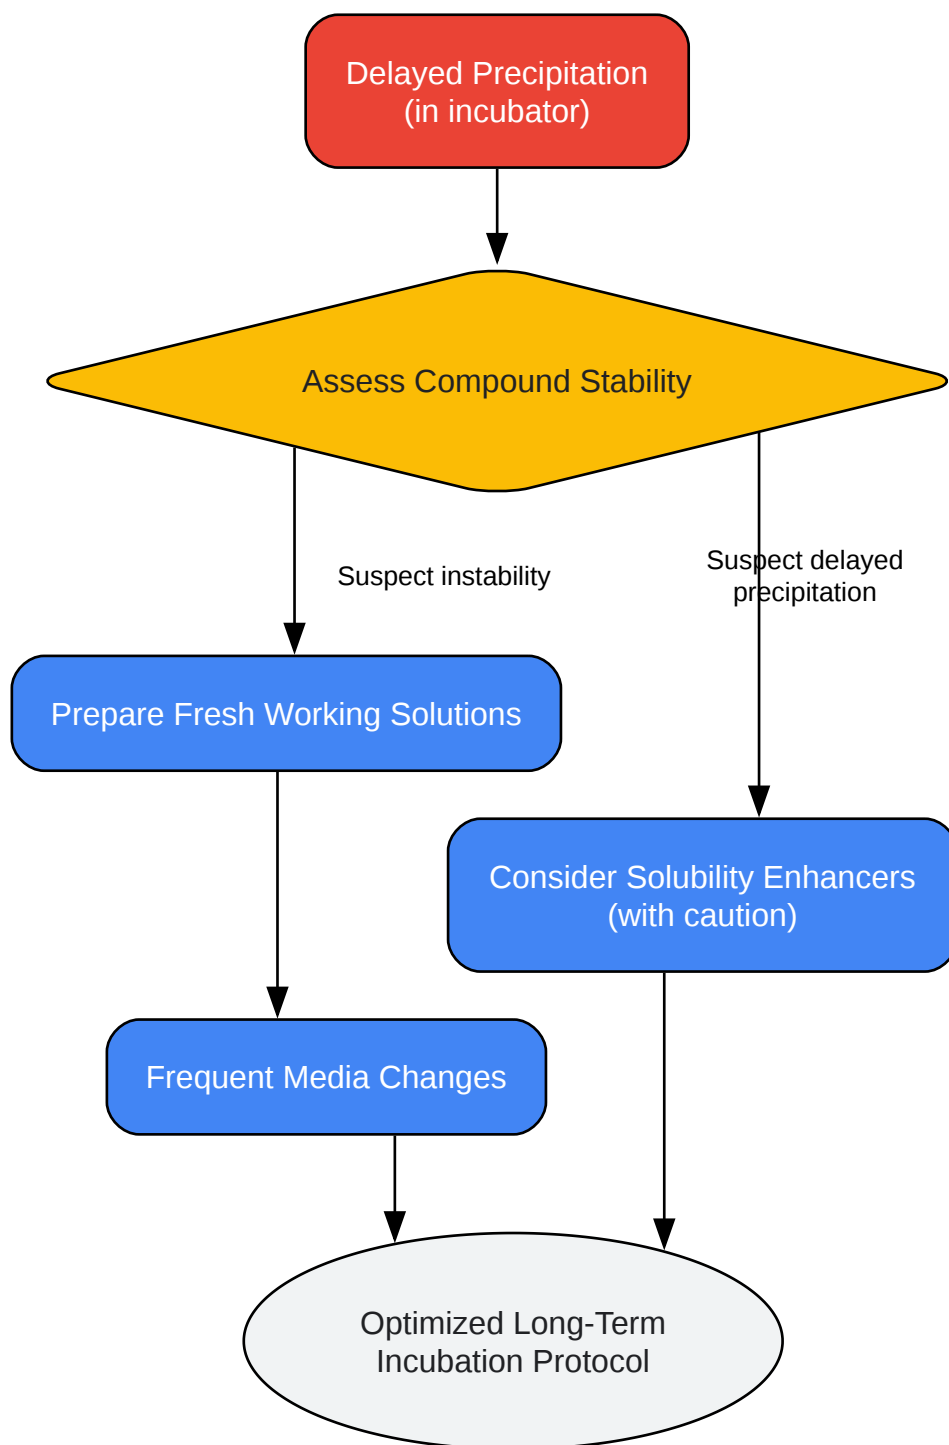 Delayed Precipitation
(in incubator)
Assess Compound Stability
Suspect instability
Suspect delayed
precipitation
Prepare Fresh Working Solutions
Consider Solubility Enhancers
(with caution)
Frequent Media Changes
Optimized Long-Term
Incubation Protocol